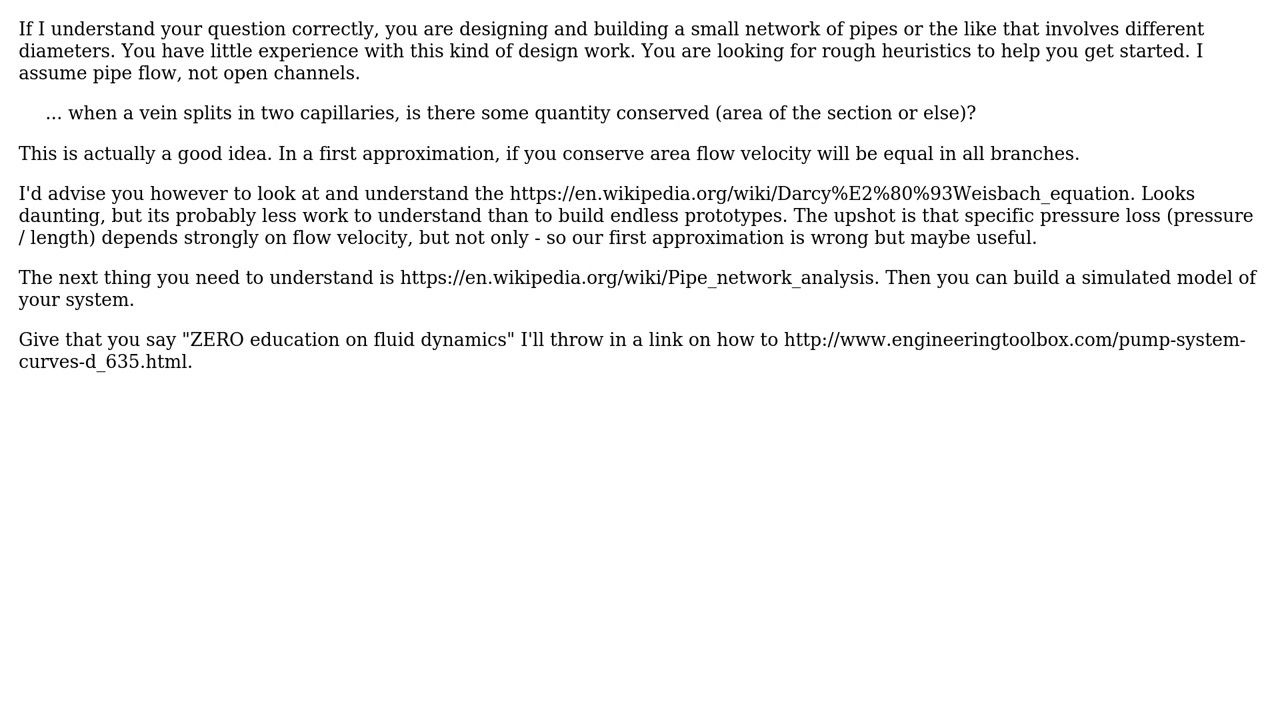 If I understand your question correctly, you are designing and building a small network of pipes or the like that involves different
diameters. You have little experience with this kind of design work. You are looking for rough heuristics to help you get started. I
assume pipe flow, not open channels.
... when a vein splits in two capillaries, is there some quantity conserved (area of the section or else)?
This is actually a good idea. In a first approximation, if you conserve area flow velocity will be equal in all branches.
I'd advise you however to look at and understand the https://en.wikipedia.org/wiki/Darcy%E2%80%93Weisbach_equation. Looks
daunting, but its probably less work to understand than to build endless prototypes. The upshot is that specific pressure loss (pressure
/ length) depends strongly on flow velocity, but not only - so our first approximation is wrong but maybe useful.
The next thing you need to understand is https://en.wikipedia.org/wiki/Pipe_network_analysis. Then you can build a simulated model of
your system.
Give that you say "ZERO education on fluid dynamics" I'll throw in a link on how to http://www.engineeringtoolbox.com/pump-system-
curves-d_635.html.